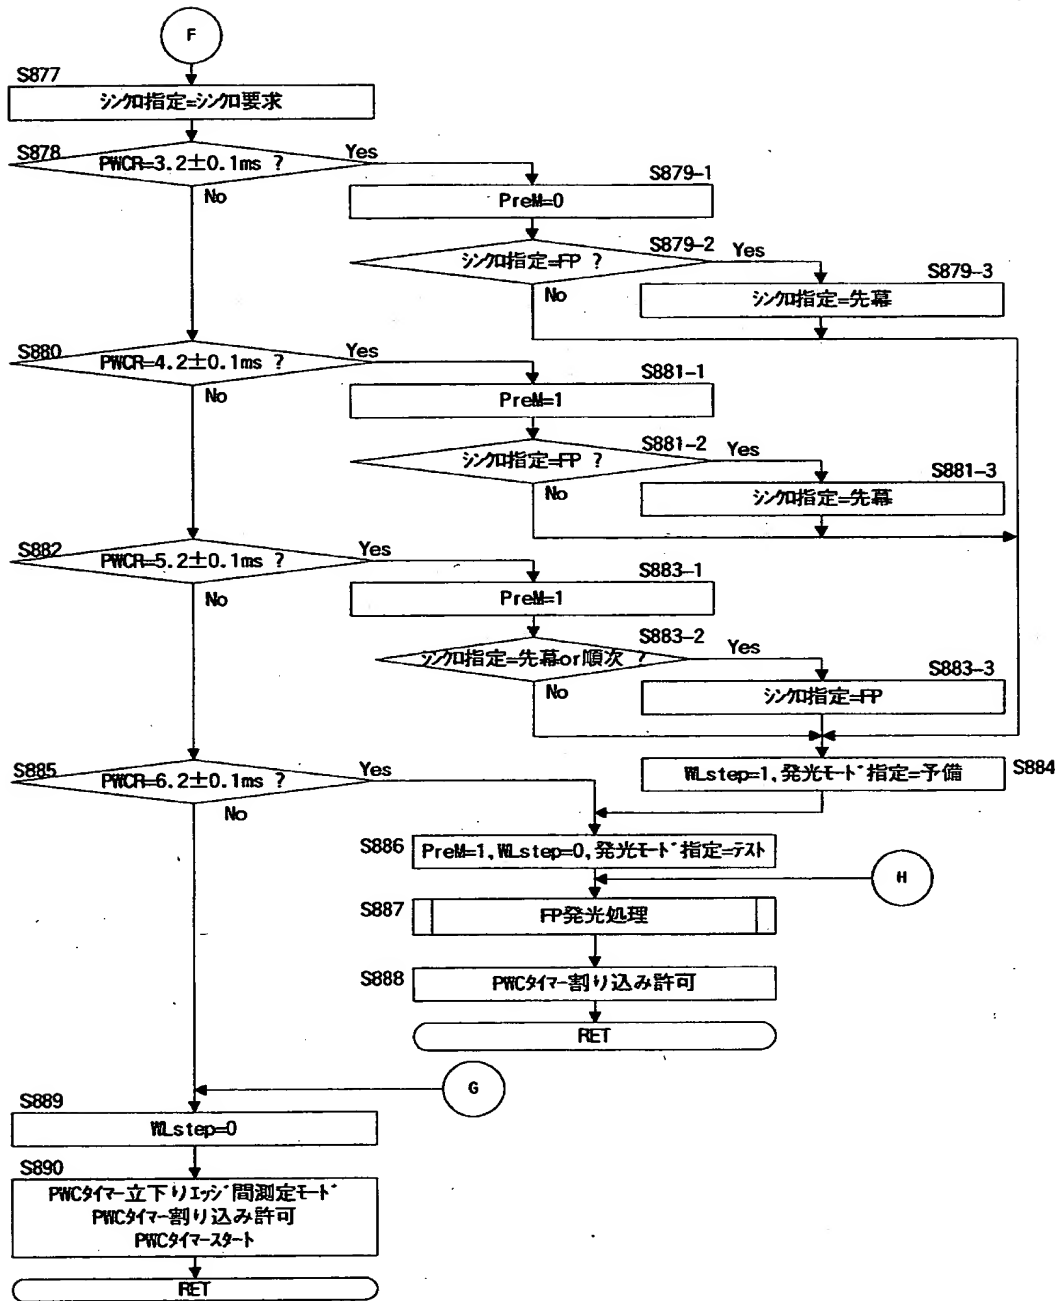 F
S877
シンクロ指定=シンクロ要求
S878
PWCR=3.2±0.1ms ?
Yes
No
S879-1
PreM=0
S879-2
シンクロ指定=FP ?
Yes
No
S879-3
シンクロ指定=先幕
S880
PWCR=4.2±0.1ms ?
Yes
No
S881-1
PreM=1
S881-2
シンクロ指定=FP ?
Yes
No
S881-3
シンクロ指定=先幕
S882
PWCR=5.2±0.1ms ?
Yes
No
S883-1
PreM=1
S883-2
シンクロ指定=先幕or順次 ?
Yes
No
S883-3
シンクロ指定=FP
S885
PWCR=6.2±0.1ms ?
Yes
No
WLstep=1,発光モード指定=予備
S884
S886
PreM=1,WLstep=0,発光モード指定=テスト
H
S887
FP発光処理
S888
PWCタイマー割り込み許可
RET
G
S889
WLstep=0
S890
PWCタイマー立下りエッジ間測定モード
PWCタイマー割り込み許可
PWCタイマースタート
RET